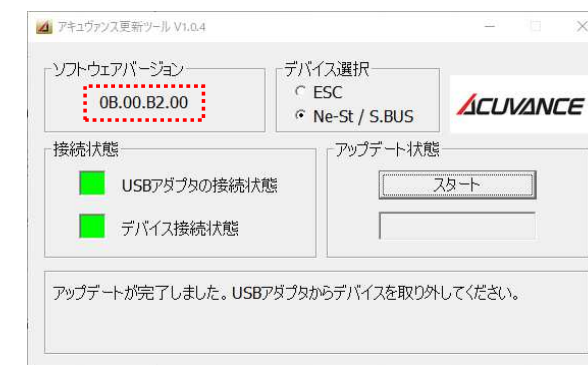 アキュヴァンス更新ツール V1.0.4
ソフトウェアバージョン
0B.00.B2.00
デバイス選択
ESC
Ne-St / S.BUS
ACUVANCE
接続状態
USBアダプタの接続状態
デバイス接続状態
アップデート状態
スタート
アップデートが完了しました。USBアダプタからデバイスを取り外してください。